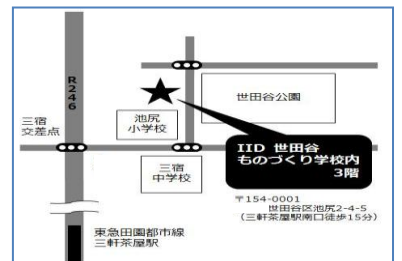 R246
世田谷公園
池尻
小学校
三宿
交差点
IID 世田谷
ものづくり学校内
3階
三宿
中学校
〒154-0001
世田谷区池尻2-4-5
(三軒茶屋駅南口徒歩15分)
東急田園都市線
三軒茶屋駅